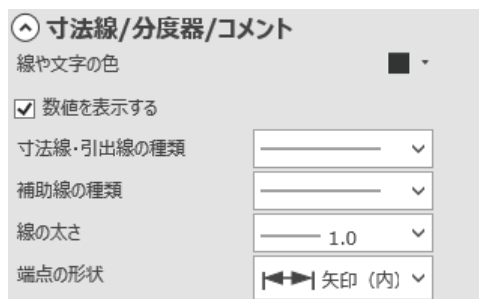 寸法線/分度器/コメント
線や文字の色
数値を表示する
寸法線・引出線の種類
補助線の種類
線の太さ 1.0
端点の形状 矢印（内）